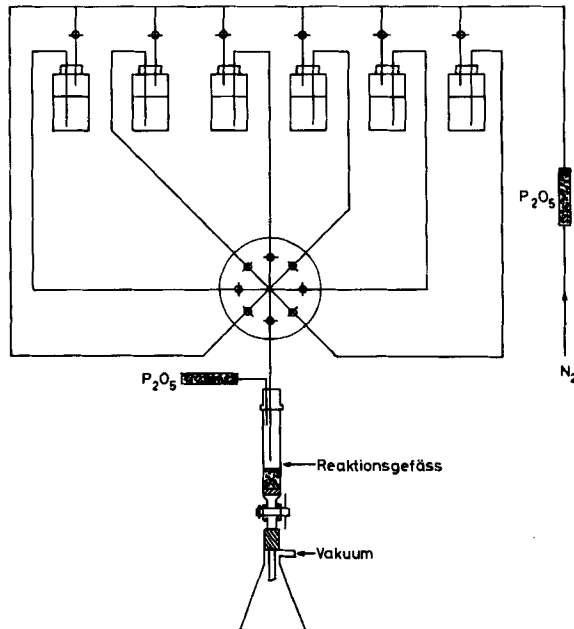 P₂O₅
N₂
P₂O₅
Reaktionsgefäss
Vakuum